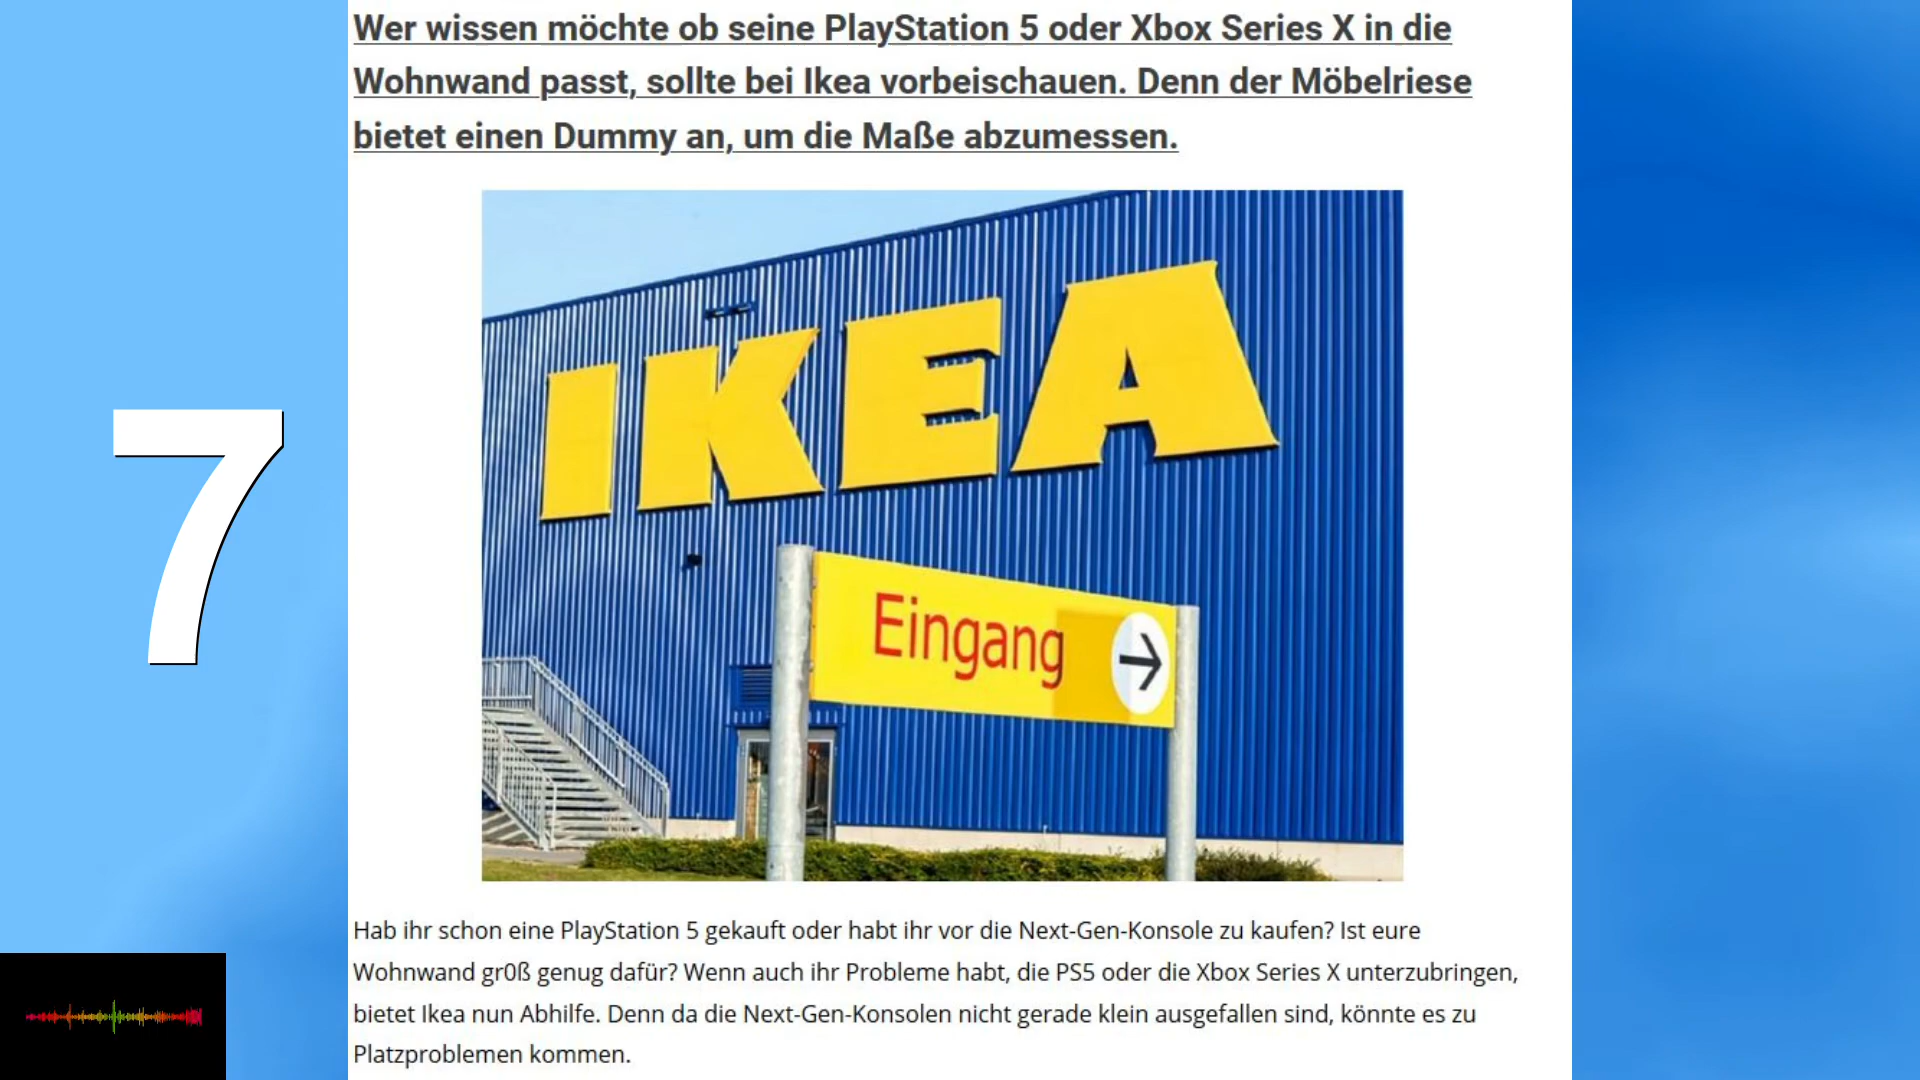 Wer wissen möchte ob seine PlayStation 5 oder Xbox Series X in die
Wohnwand passt, sollte bei Ikea vorbeischauen. Denn der Möbelriese
bietet einen Dummy an, um die Maße abzumessen.
IKEA
Eingang
7
Hab ihr schon eine PlayStation 5 gekauft oder habt ihr vor die Next-Gen-Konsole zu kaufen? Ist eure
Wohnwand gr0ß genug dafür? Wenn auch ihr Probleme habt, die PS5 oder die Xbox Series X unterzubringen,
bietet Ikea nun Abhilfe. Denn da die Next-Gen-Konsolen nicht gerade klein ausgefallen sind, könnte es zu
Platzproblemen kommen.